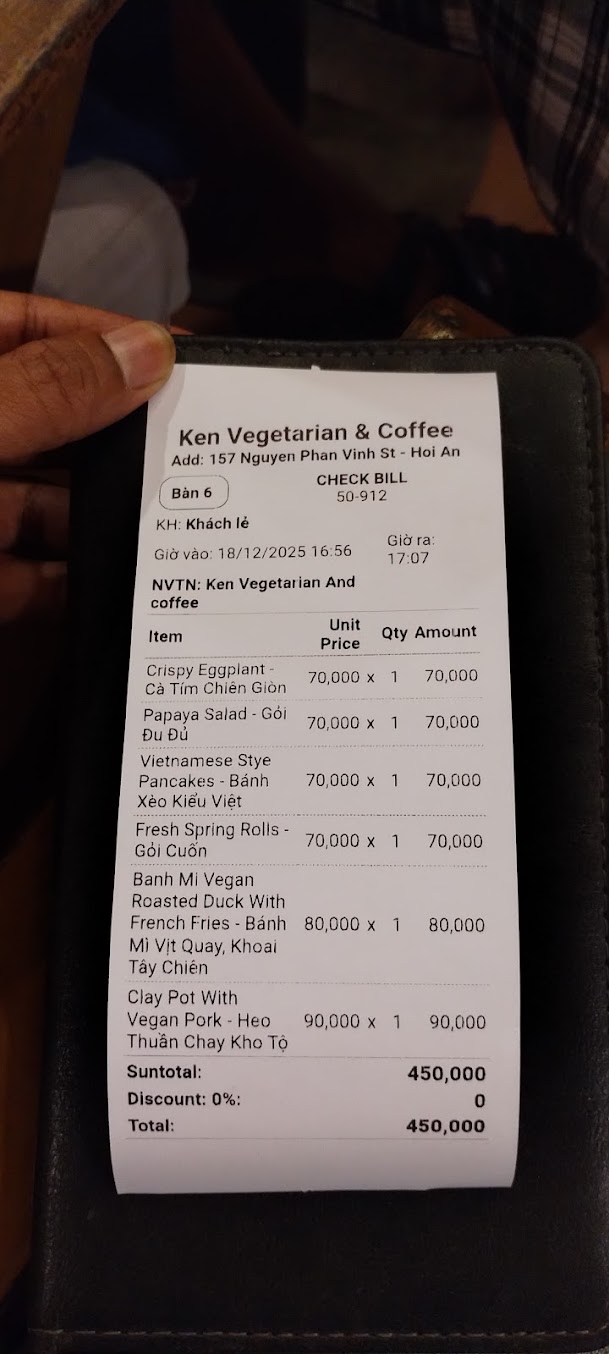 Ken Vegetarian & Coffee
Add: 157 Nguyen Phan Vinh St - Hoi An
Bàn 6
CHECK BILL
50-912
KH: Khách lẻ
Giờ vào: 18/12/2025 16:56
Giờ ra:
17:07
NVTN: Ken Vegetarian And
coffee
Item Unit Price Qty Amount
Crispy Eggplant -
Cà Tím Chiên Giòn 70,000 x 1 70,000
Papaya Salad - Gỏi
Đu Đủ 70,000 x 1 70,000
Vietnamese Stye
Pancakes - Bánh 70,000 x 1 70,000
Xèo Kiểu Việt
Fresh Spring Rolls -
Gỏi Cuốn 70,000 x 1 70,000
Banh Mi Vegan
Roasted Duck With
French Fries - Bánh 80,000 x 1 80,000
Mì Vịt Quay, Khoai
Tây Chiên
Clay Pot With
Vegan Pork - Heo 90,000 x 1 90,000
Thuần Chay Kho Tộ
Suntotal: 450,000
Discount: 0%: 0
Total: 450,000